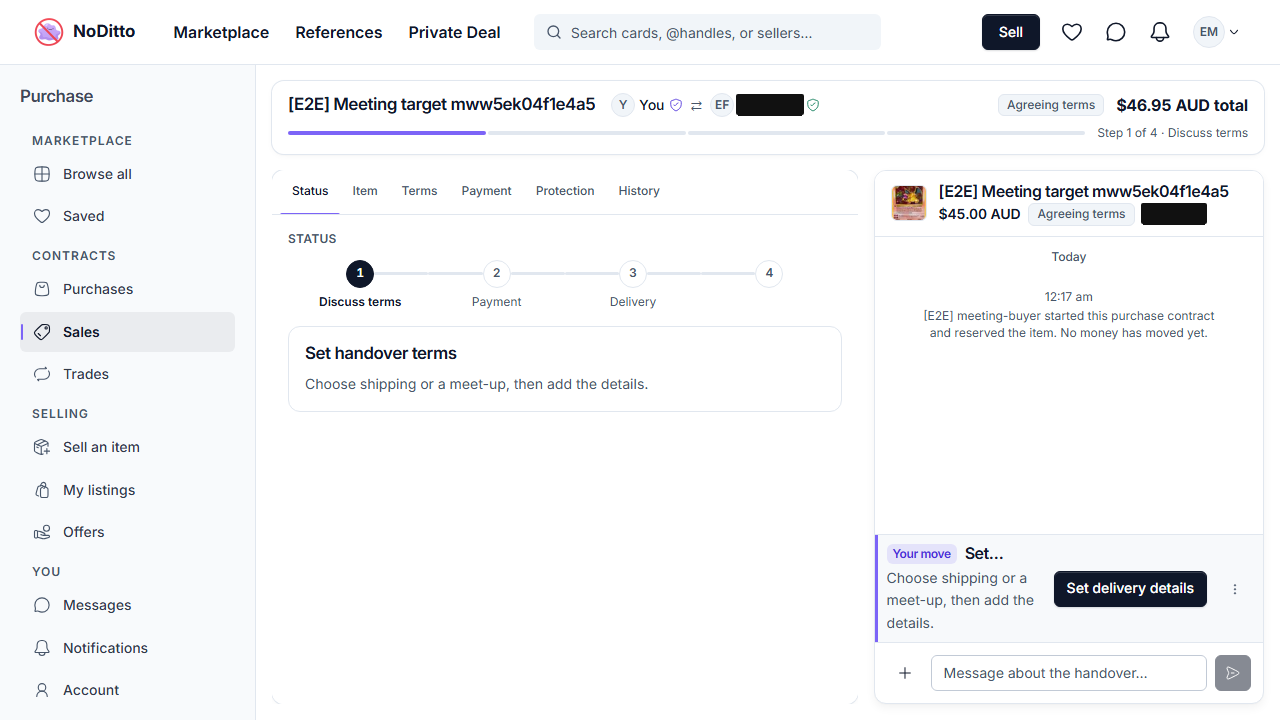 NoDitto
Marketplace
References
Private Deal
Search cards, @handles, or sellers...
Sell
EM
Purchase
MARKETPLACE
Browse all
Saved
CONTRACTS
Purchases
Sales
Trades
SELLING
Sell an item
My listings
Offers
YOU
Messages
Notifications
Account
[E2E] Meeting target mww5ek04f1e4a5
Y You
EF
Agreeing terms
$46.95 AUD total
Step 1 of 4 · Discuss terms
Status
Item
Terms
Payment
Protection
History
STATUS
1
2
3
4
Discuss terms
Payment
Delivery
Set handover terms
Choose shipping or a meet-up, then add the details.
[E2E] Meeting target mww5ek04f1e4a5
$45.00 AUD
Agreeing terms
Today
12:17 am
[E2E] meeting-buyer started this purchase contract
and reserved the item. No money has moved yet.
Your move
Set...
Choose shipping or a
meet-up, then add the
details.
Set delivery details
Message about the handover...